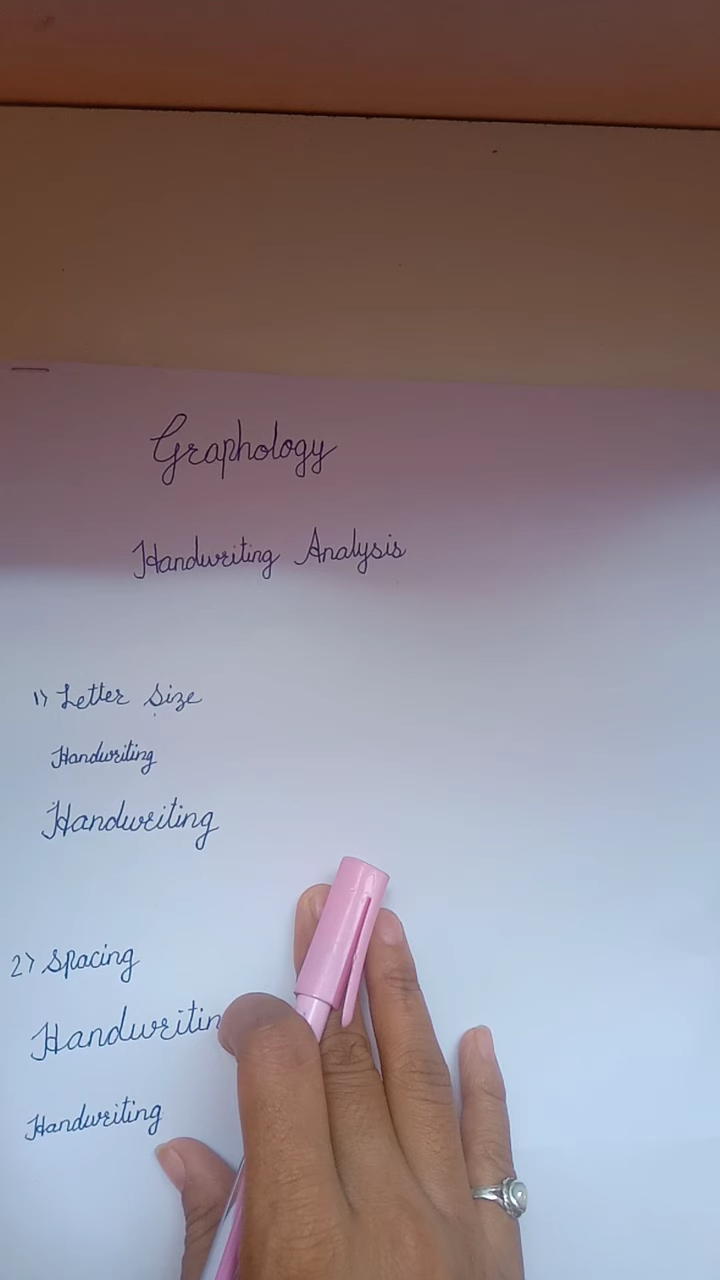 Graphology
Handwriting Analysis
1) Letter Size
Handwriting
Handwriting
2) Spacing
Handwritin
Handwriting